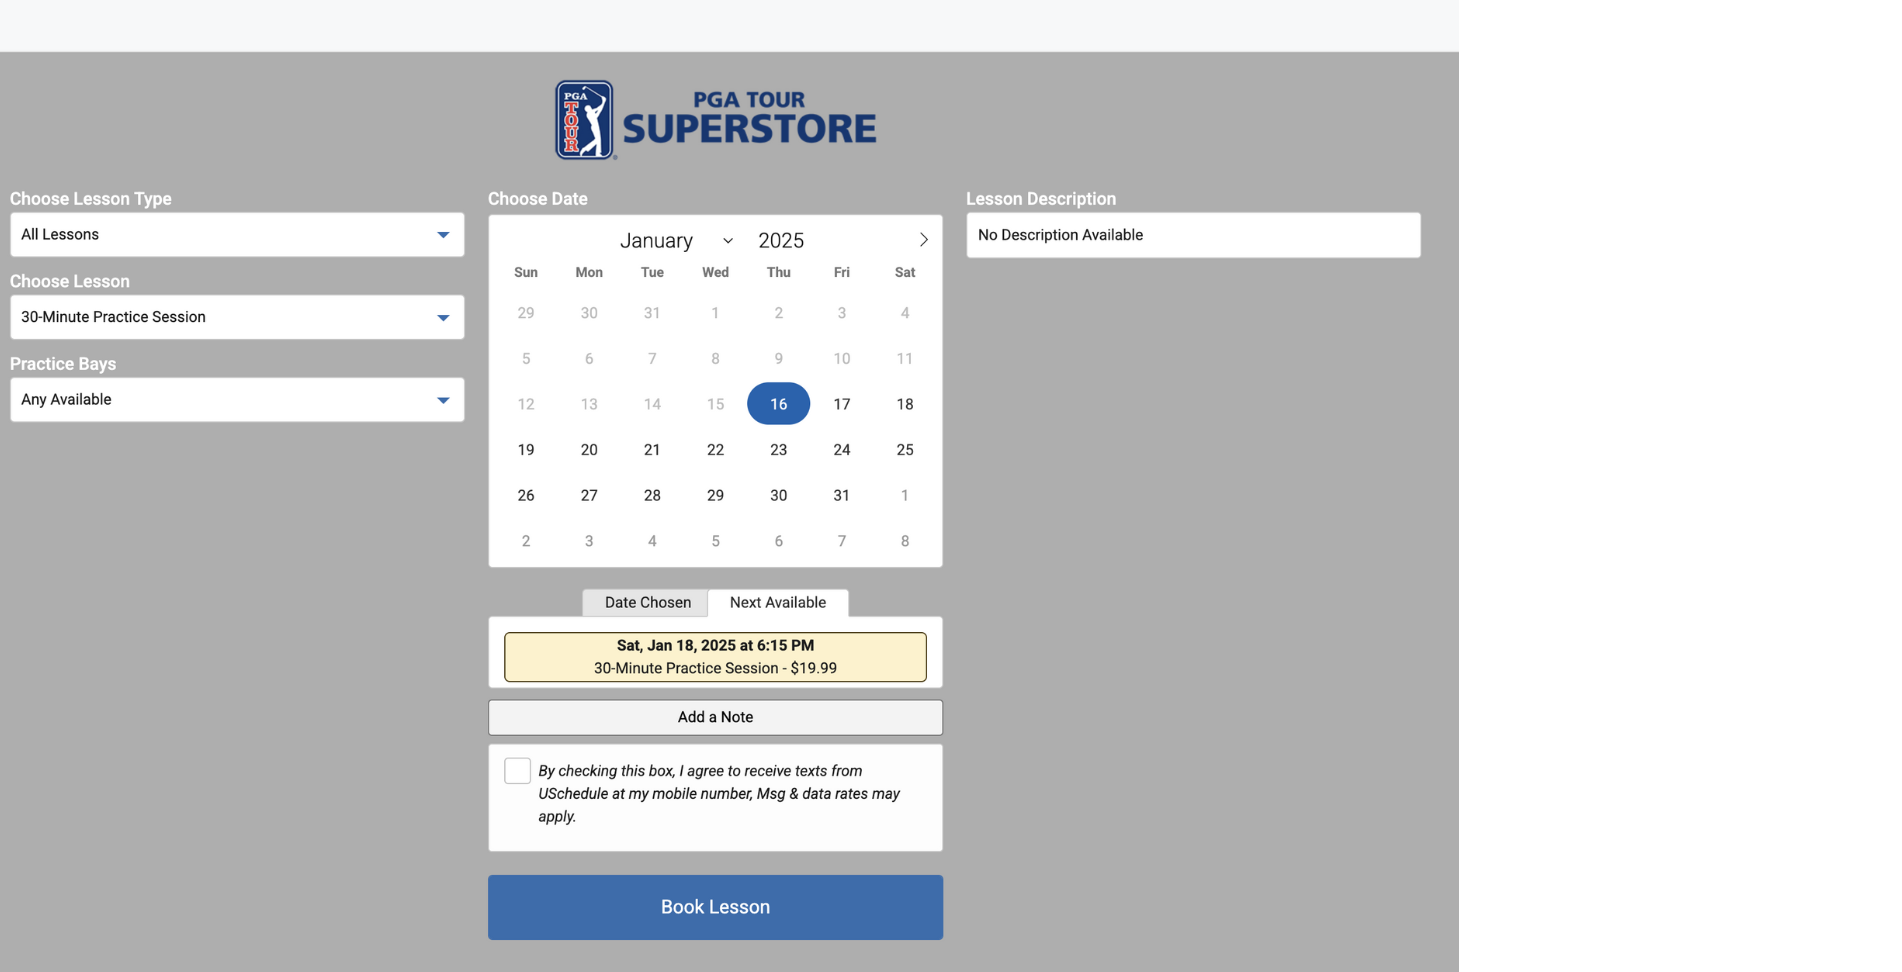 PGA
TOUR
PGA TOUR
SUPERSTORE
Choose Lesson Type
All Lessons
Choose Lesson
30-Minute Practice Session
Practice Bays
Any Available
Choose Date
January 2025
Sun Mon Tue Wed Thu Fri Sat
29 30 31 1 2 3 4
5 6 7 8 9 10 11
12 13 14 15 16 17 18
19 20 21 22 23 24 25
26 27 28 29 30 31 1
2 3 4 5 6 7 8
Date Chosen Next Available
Sat, Jan 18, 2025 at 6:15 PM
30-Minute Practice Session - $19.99
Add a Note
By checking this box, I agree to receive texts from
USchedule at my mobile number, Msg & data rates may
apply.
Book Lesson
Lesson Description
No Description Available